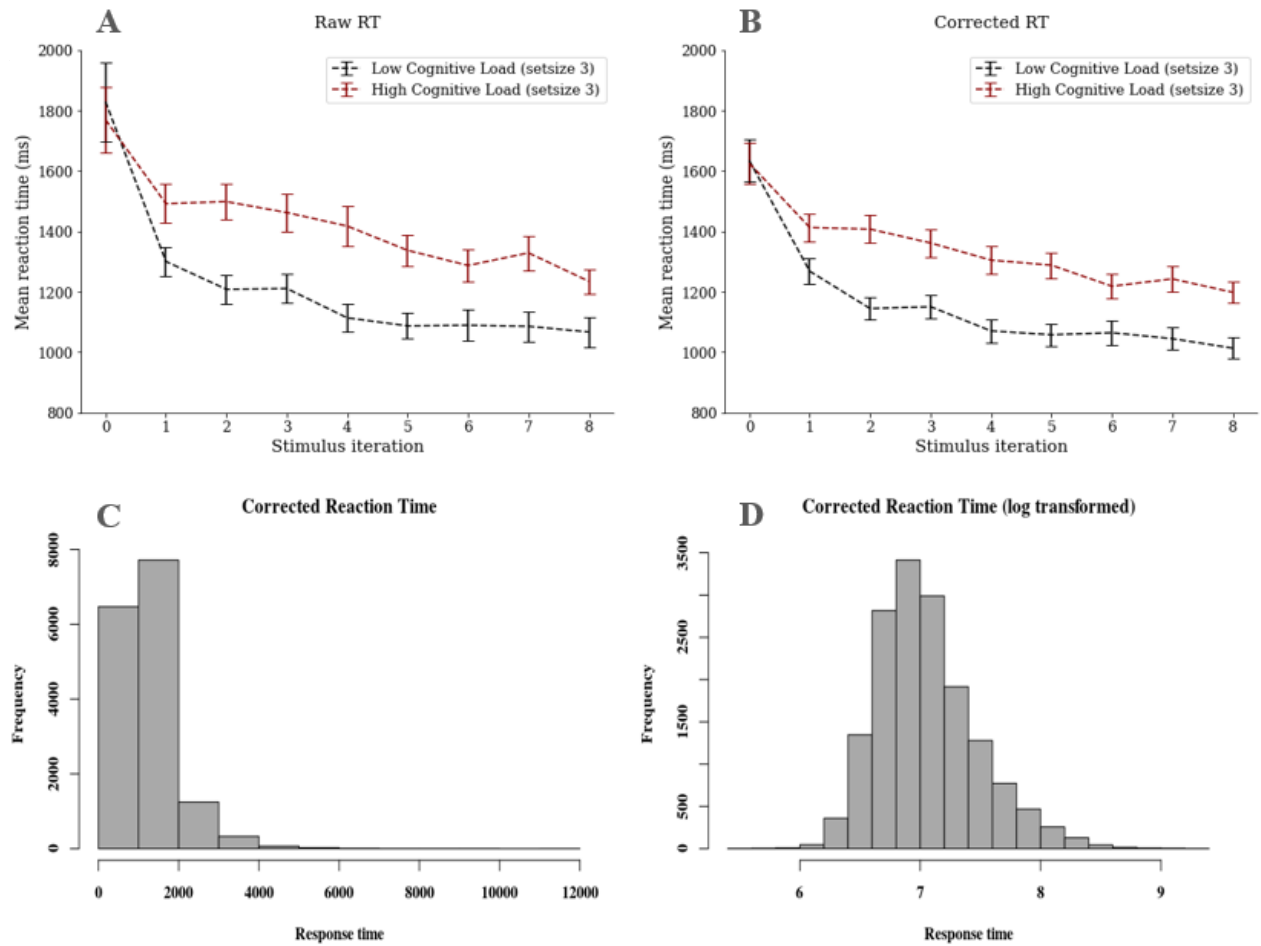 A
Raw RT
2000
1800
1600
1400
1200
1000
800
Mean reaction time (ms)
Low Cognitive Load (setsize 3)
High Cognitive Load (setsize 3)
0 1 2 3 4 5 6 7 8
Stimulus iteration
B
Corrected RT
2000
1800
1600
1400
1200
1000
800
Mean reaction time (ms)
Low Cognitive Load (setsize 3)
High Cognitive Load (setsize 3)
0 1 2 3 4 5 6 7 8
Stimulus iteration
C
Corrected Reaction Time
8000
6000
4000
2000
0
Frequency
0 2000 4000 6000 8000 10000 12000
Response time
D
Corrected Reaction Time (log transformed)
3500
2500
1500
500
0
Frequency
6 7 8 9
Response time